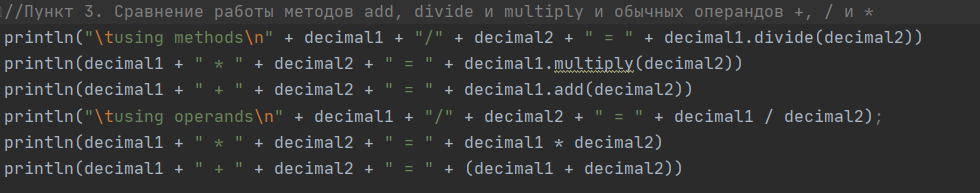 //Пункт 3. Сравнение работы методов add, divide и multiply и обычных операндов +, / и *
println("\tusing methods\n" + decimal1 + "/" + decimal2 + " = " + decimal1.divide(decimal2))
println(decimal1 + " * " + decimal2 + " = " + decimal1.multiply(decimal2))
println(decimal1 + " + " + decimal2 + " = " + decimal1.add(decimal2))
println("\tusing operands\n" + decimal1 + "/" + decimal2 + " = " + decimal1 / decimal2);
println(decimal1 + " * " + decimal2 + " = " + decimal1 * decimal2)
println(decimal1 + " + " + decimal2 + " = " + (decimal1 + decimal2))